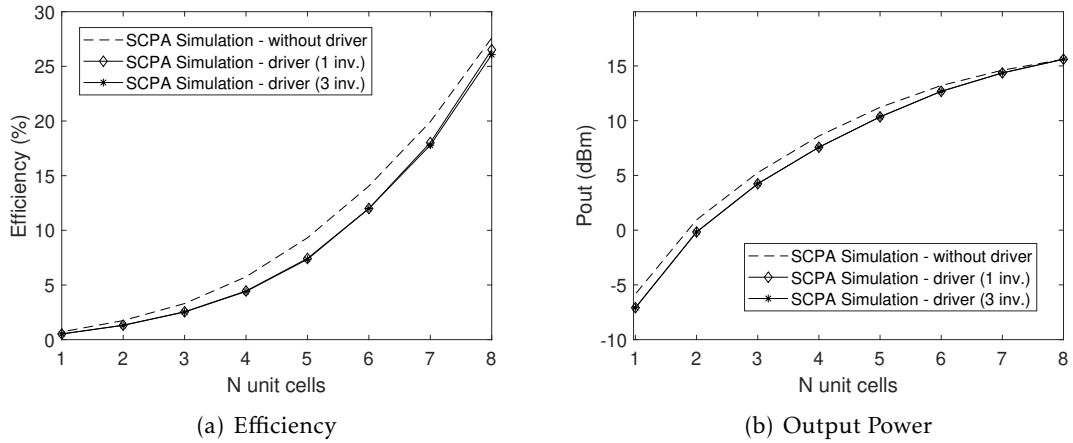 30
25
20
15
10
5
0
Efficiency (%)
SCPA Simulation - without driver
SCPA Simulation - driver (1 inv.)
SCPA Simulation - driver (3 inv.)
1 2 3 4 5 6 7 8
N unit cells
(a) Efficiency
15
10
5
0
-5
-10
Pout (dBm)
SCPA Simulation - without driver
SCPA Simulation - driver (1 inv.)
SCPA Simulation - driver (3 inv.)
1 2 3 4 5 6 7 8
N unit cells
(b) Output Power